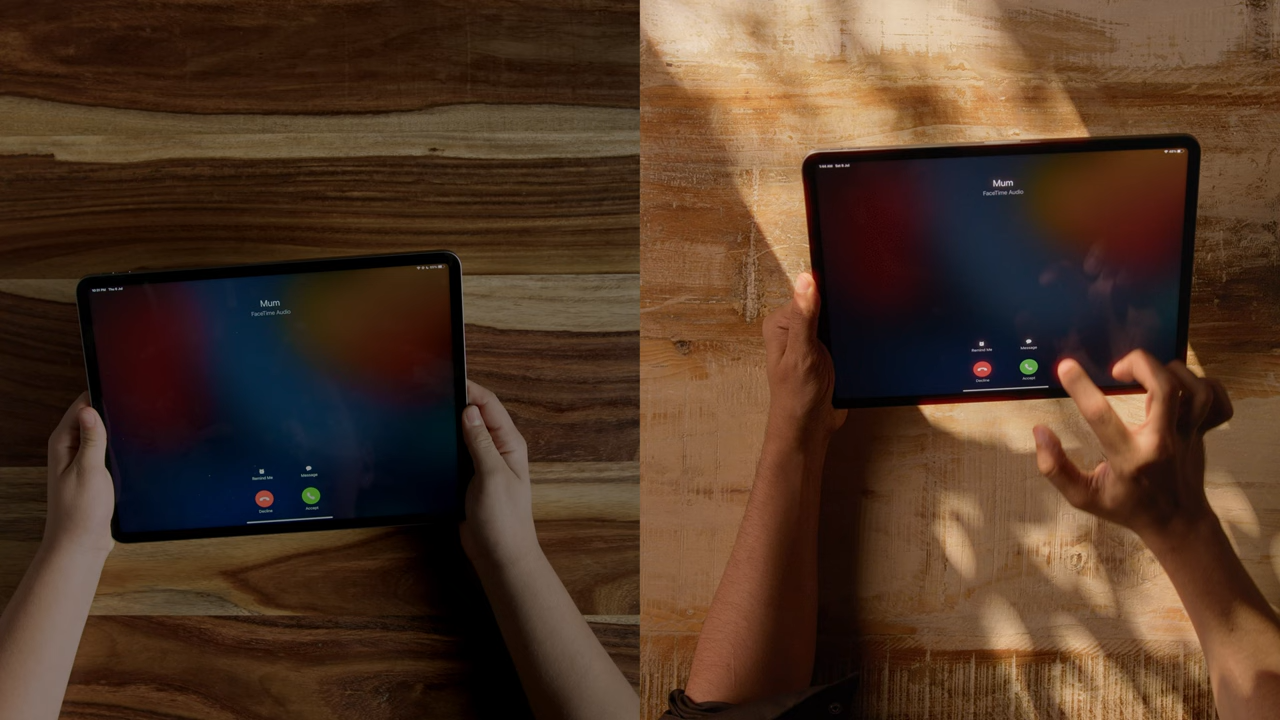 Mum
FaceTime Audio
Remind Me
Message
Decline
Accept
Mum
FaceTime Audio
Remind Me
Message
Decline
Accept